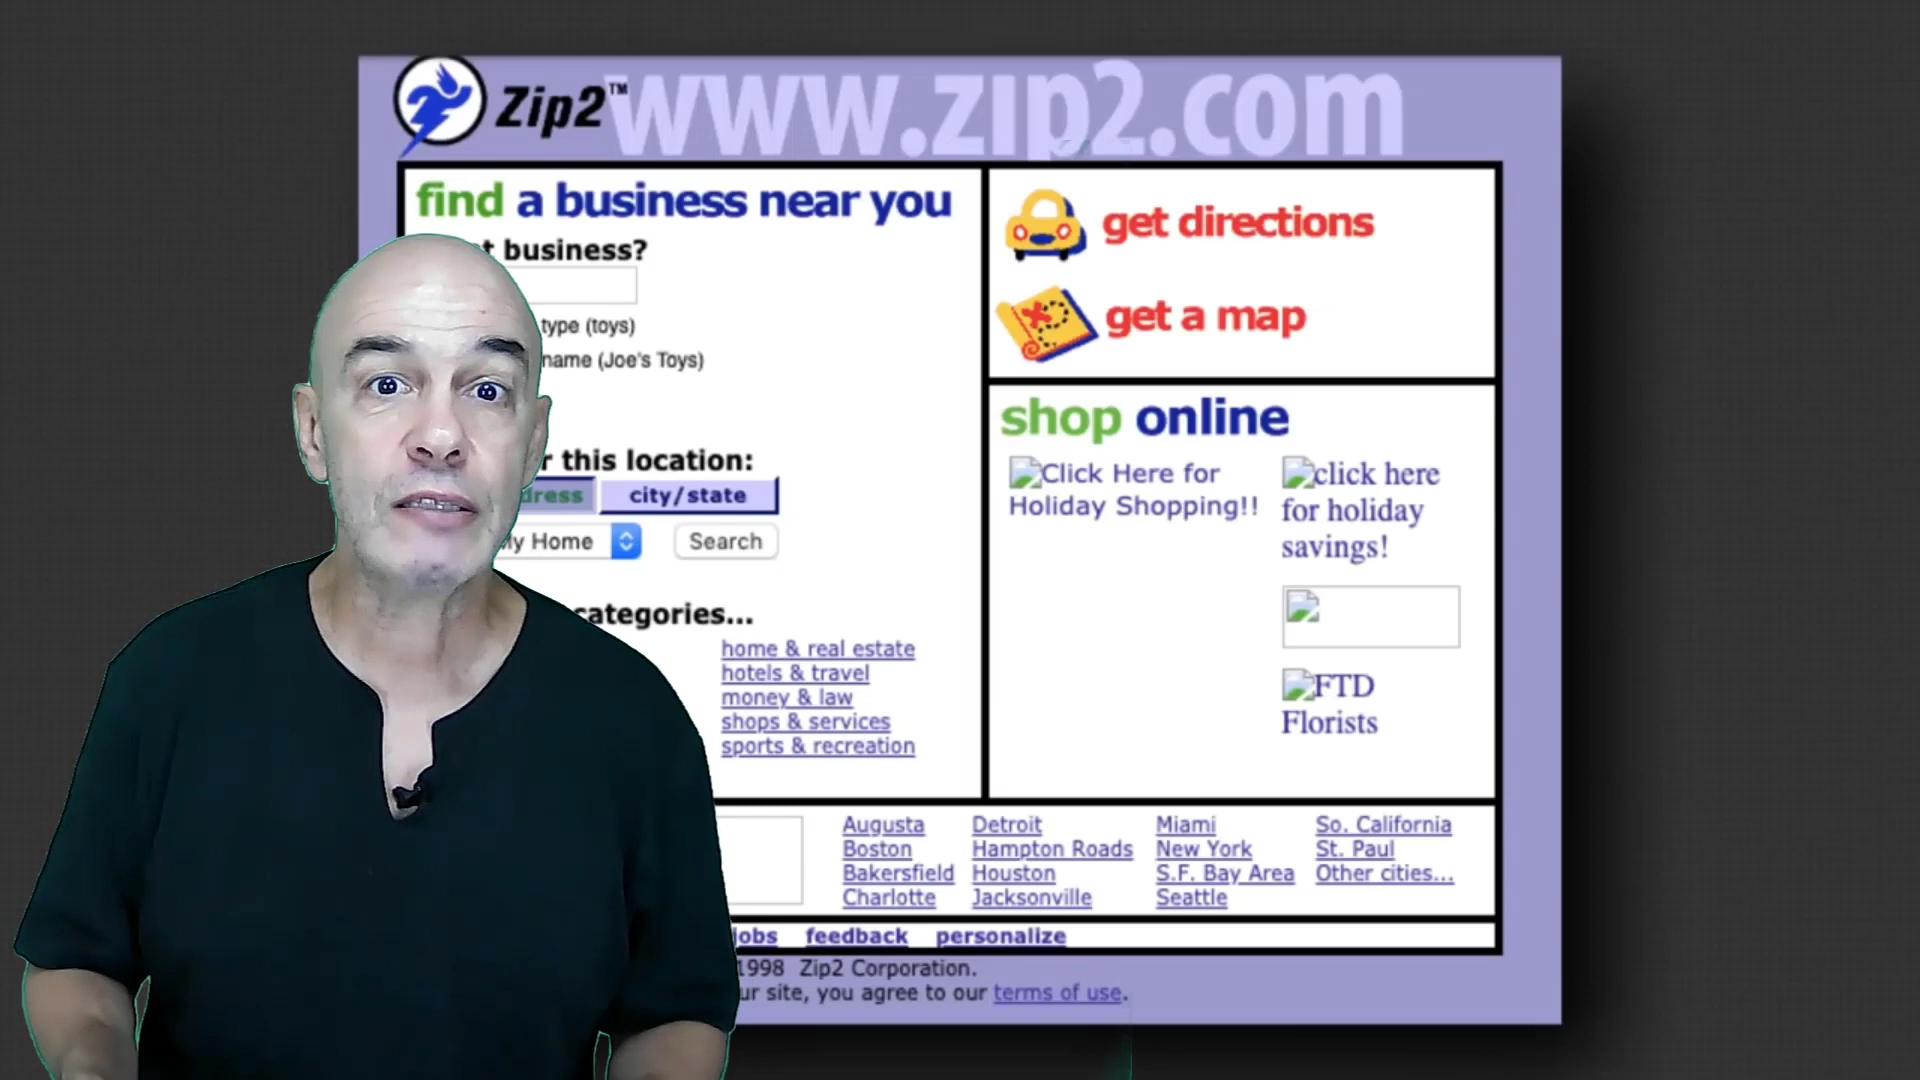 Zip2™
www.zip2.com
find a business near you
business?
type (toys)
name (Joe's Toys)
this location:
city/state
My Home
Search
categories...
home & real estate
hotels & travel
money & law
shops & services
sports & recreation
get directions
get a map
shop online
Click Here for
Holiday Shopping!!
click here
for holiday
savings!
FTD
Florists
Augusta Detroit Miami So. California
Boston Hampton Roads New York St. Paul
Bakersfield Houston S.F. Bay Area Other cities...
Charlotte Jacksonville Seattle
jobs feedback personalize
1998 Zip2 Corporation.
site, you agree to our terms of use.